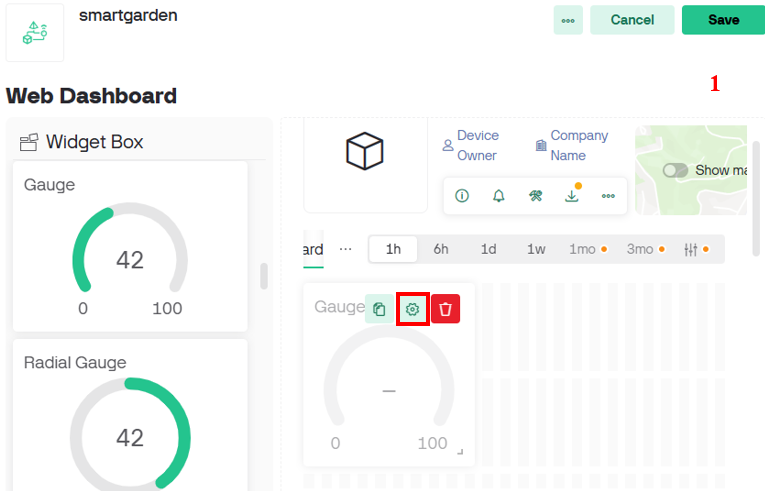 smartgarden
Cancel
Save
1
Web Dashboard
Widget Box
Gauge
42
0 100
Radial Gauge
42
Device Owner
Company Name
Show ma
ard
1h 6h 1d 1w 1mo 3mo
Gauge
–
0 100